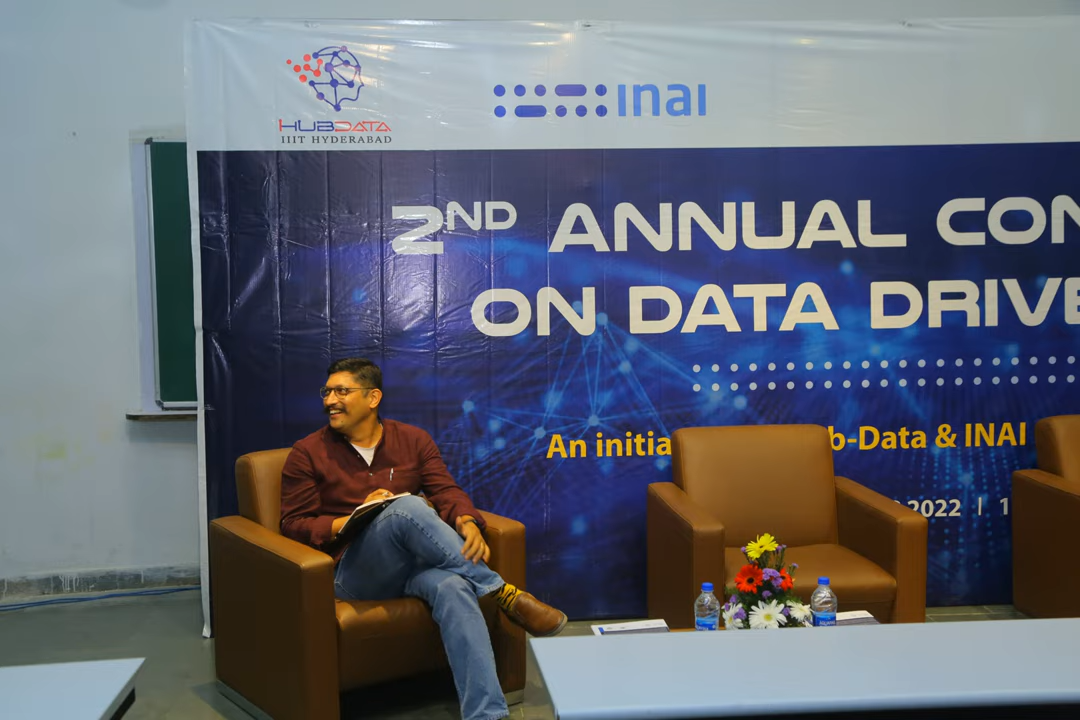 HUBDATA
IIIT HYDERABAD
INAI
2ND ANNUAL CON
ON DATA DRIVE
An initia b-Data & INAI
2022 | 1